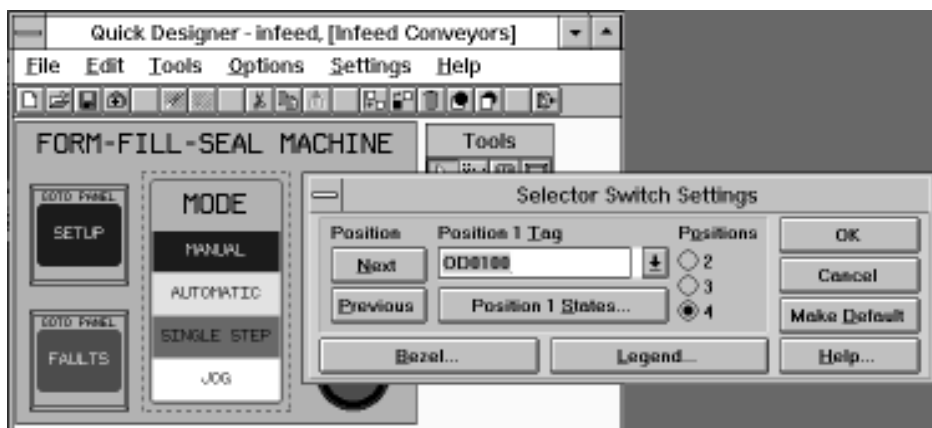 Quick Designer - infeed, [Infeed Conveyors]
File Edit Tools Options Settings Help
FORM-FILL-SEAL MACHINE
Tools
GOTO PANEL
SETUP
MODE
MANUAL
AUTOMATIC
SINGLE STEP
JOG
GOTO PANEL
FAULTS
Selector Switch Settings
Position
Position 1 Tag
Positions
Next
OD0100
2
3
4
Previous
Position 1 States...
Bezel...
Legend...
OK
Cancel
Make Default
Help...